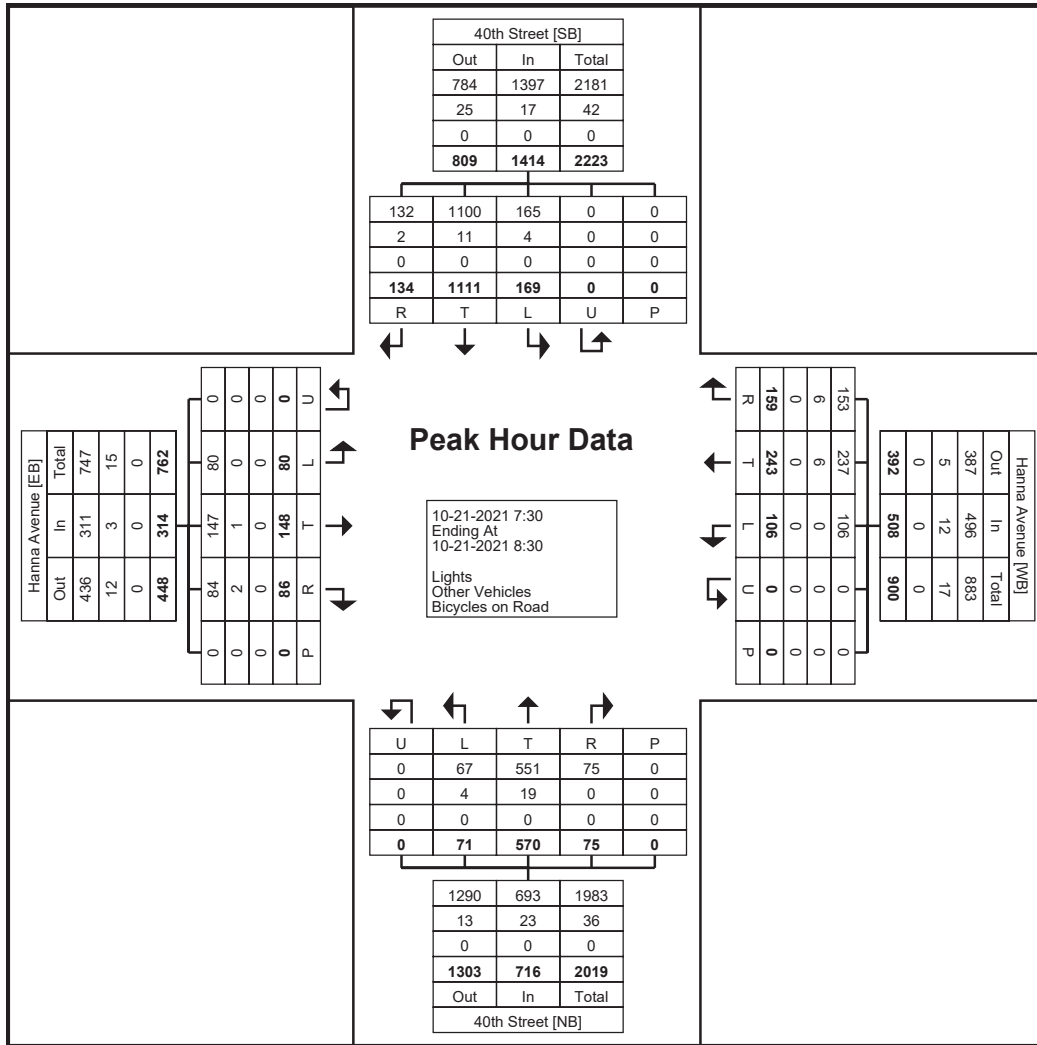 40th Street [SB]
Out In Total
784 1397 2181
25 17 42
0 0 0
809 1414 2223
132 1100 165 0 0
2 11 4 0 0
0 0 0 0 0
134 1111 169 0 0
R T L U P
Hanna Avenue [EB]
Total In Out
747 311 436
15 3 12
0 0 0
762 314 448
0 80 147 84 0
0 0 1 2 0
0 0 0 0 0
0 80 148 86 0
U L T R P
Peak Hour Data
10-21-2021 7:30
Ending At
10-21-2021 8:30
Lights
Other Vehicles
Bicycles on Road
Hanna Avenue [WB]
Out In Total
387 496 883
5 12 17
0 0 0
392 508 900
153 237 106 0 0
6 6 0 0 0
0 0 0 0 0
159 243 106 0 0
R T L U P
U L T R P
0 67 551 75 0
0 4 19 0 0
0 0 0 0 0
0 71 570 75 0
1290 693 1983
13 23 36
0 0 0
1303 716 2019
Out In Total
40th Street [NB]